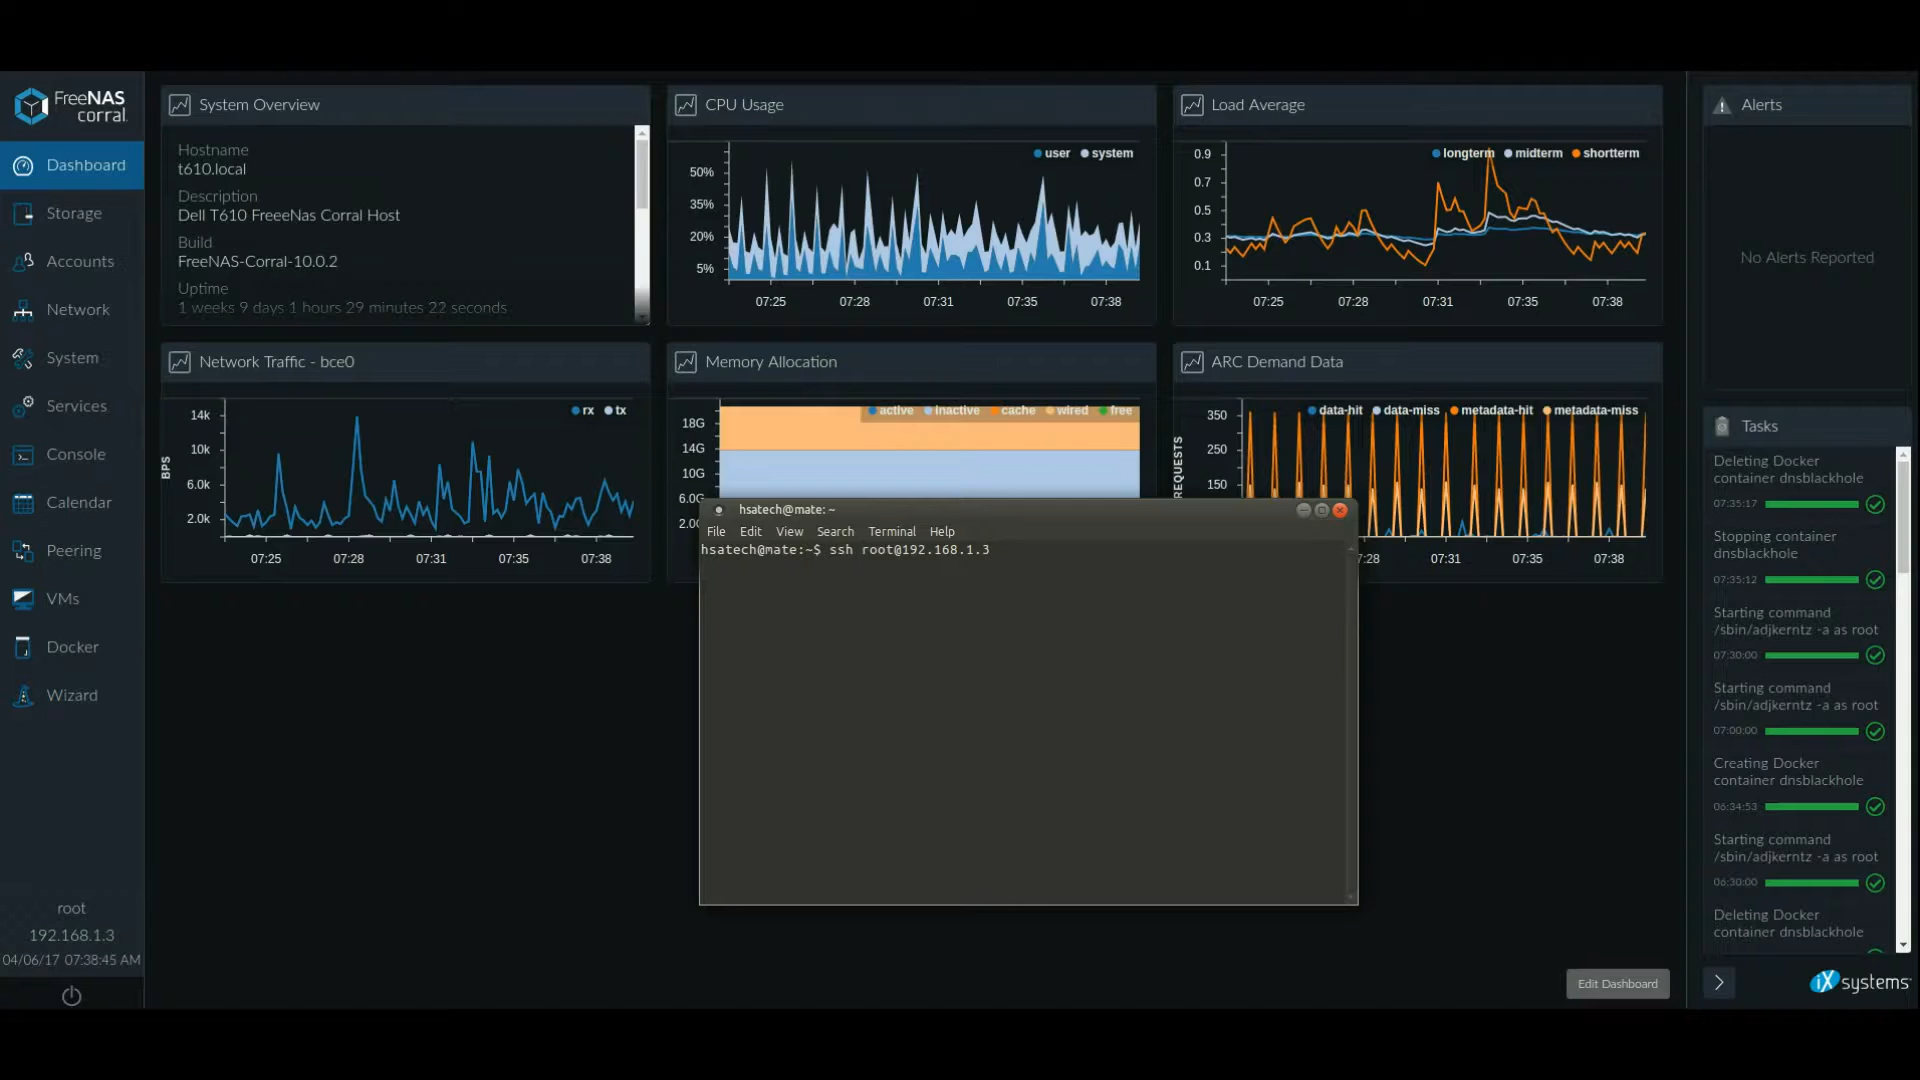 FreeNAS
corral.
Dashboard
Storage
Accounts
Network
System
Services
Console
Calendar
Peering
VMs
Docker
Wizard
root
192.168.1.3
04/06/17 07:38:45 AM
System Overview
Hostname
t610.local
Description
Dell T610 FreeeNas Corral Host
Build
FreeNAS-Corral-10.0.2
Uptime
1 weeks 9 days 1 hours 29 minutes 22 seconds
CPU Usage
user system
50%
35%
20%
5%
07:25 07:28 07:31 07:35 07:38
Load Average
longterm midterm shortterm
0.9
0.7
0.5
0.3
0.1
07:25 07:28 07:31 07:35 07:38
Network Traffic - bce0
rx tx
BPS
14k
10k
6.0k
2.0k
07:25 07:28 07:31 07:35 07:38
Memory Allocation
active inactive cache wired free
18G
14G
10G
6.0G
2.0
ARC Demand Data
data-hit data-miss metadata-hit metadata-miss
REQUESTS
350
250
150
7:28 07:31 07:35 07:38
hsatech@mate: ~
File Edit View Search Terminal Help
hsatech@mate:~$ ssh root@192.168.1.3
Edit Dashboard
Alerts
No Alerts Reported
Tasks
Deleting Docker
container dnsblackhole
07:35:17
Stopping container
dnsblackhole
07:35:12
Starting command
/sbin/adjkerntz -a as root
07:30:00
Starting command
/sbin/adjkerntz -a as root
07:00:00
Creating Docker
container dnsblackhole
06:34:53
Starting command
/sbin/adjkerntz -a as root
06:30:00
Deleting Docker
container dnsblackhole
iXsystems